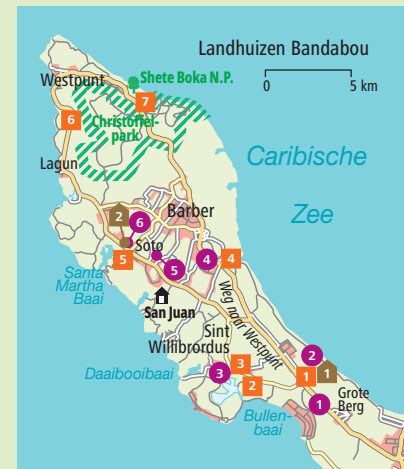 Landhuizen Bandabou
0 5 km
Shete Boka N.P.
Westpunt
7
Christoffel-
park
6
Caribische
Zee
Lagun
Barber
2
6
Soto
4
4
5
5
Santa
Martha
Baai
San Juan
Weg naar Westpunt
Sint
Willibrordus
2
3
1
1
Daaibooibaai
3
2
Grote
Berg
1
Bullen-
baai